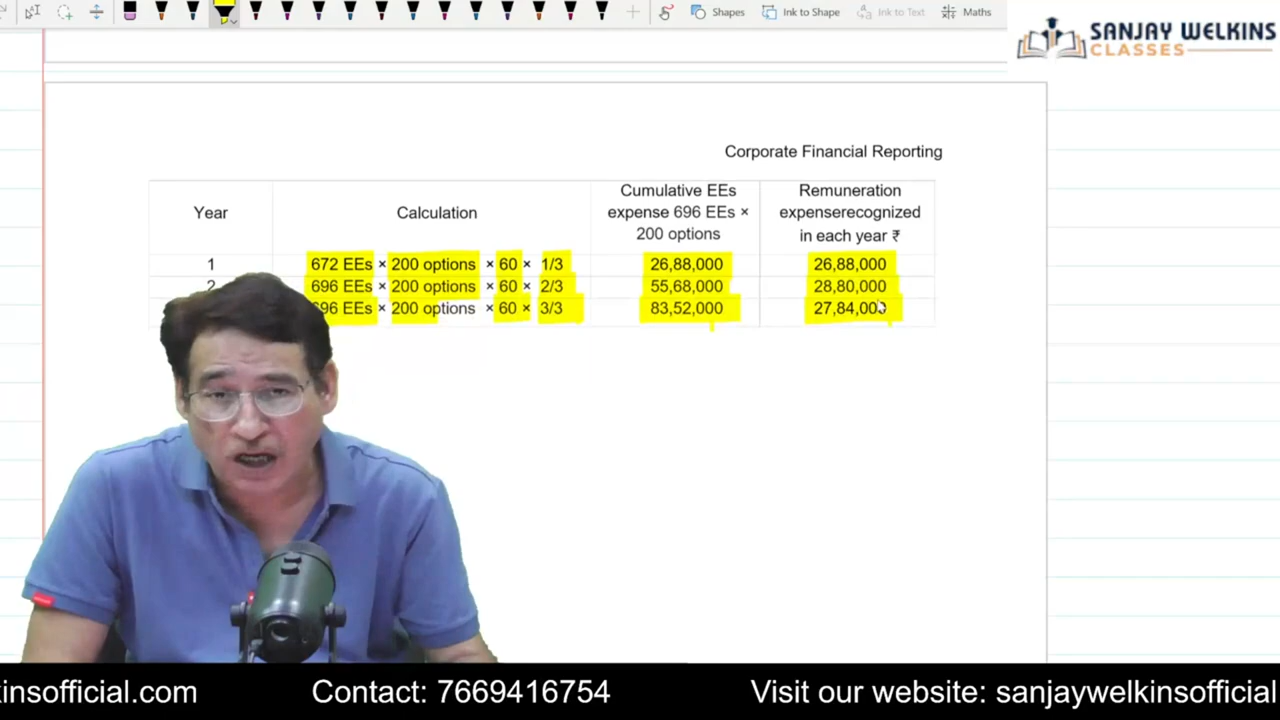 Shapes Ink to Shape Ink to Text Maths
SANJAY WELKINS
CLASSES
Corporate Financial Reporting
Year Calculation Cumulative EEs expense 696 EEs × 200 options Remuneration expenserecognized in each year ₹
1 672 EEs × 200 options × 60 × 1/3 26,88,000 26,88,000
696 EEs × 200 options × 60 × 2/3 55,68,000 28,80,000
96 EEs × 200 options × 60 × 3/3 83,52,000 27,84,000
kinsofficial.com Contact: 7669416754 Visit our website: sanjaywelkinsofficial